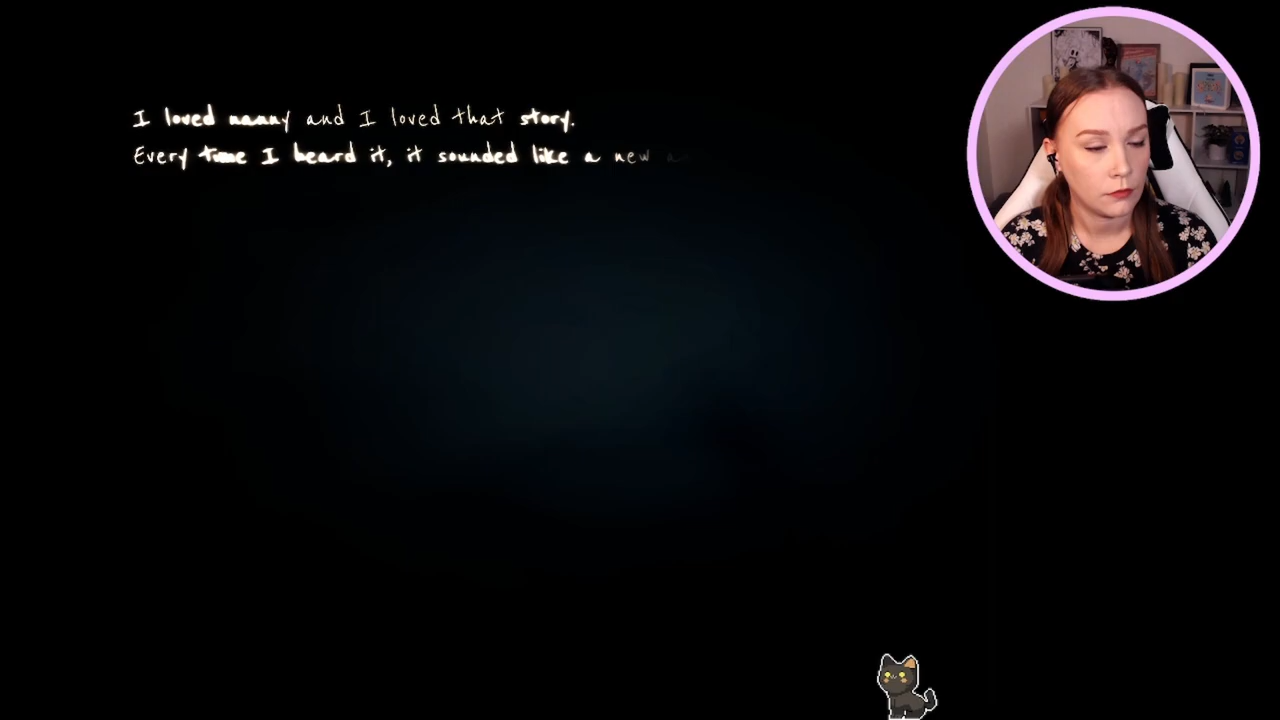 I loved nanny and I loved that story.
Every time I heard it, it sounded like a new